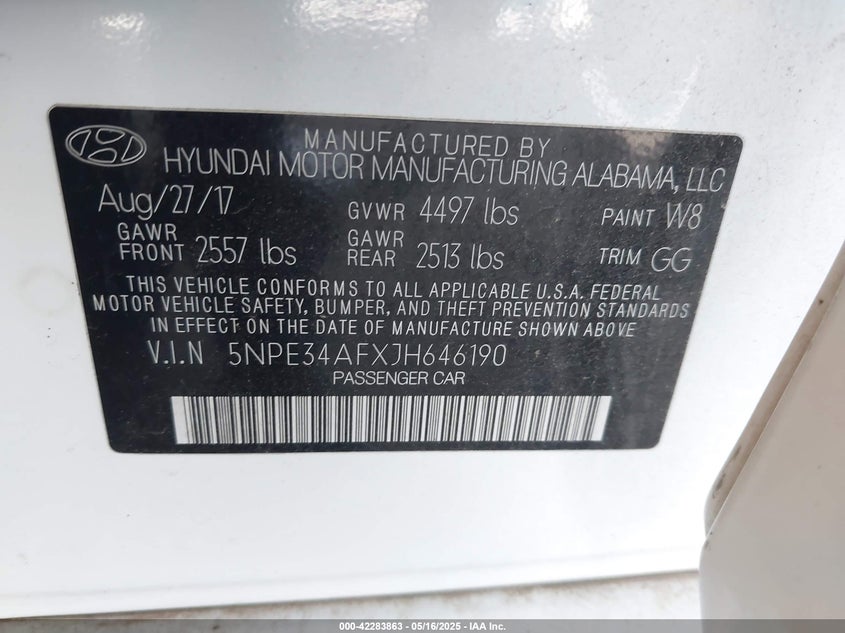 MANUFACTURED BY
HYUNDAI MOTOR MANUFACTURING ALABAMA, LLC
Aug/27/17 GVWR 4497 lbs PAINT W8
GAWR FRONT 2557 lbs GAWR REAR 2513 lbs TRIM GG
THIS VEHICLE CONFORMS TO ALL APPLICABLE U.S.A. FEDERAL
MOTOR VEHICLE SAFETY, BUMPER, AND THEFT PREVENTION STANDARDS
IN EFFECT ON THE DATE OF MANUFACTURE SHOWN ABOVE
V.I.N 5NPE34AFXJH646190
PASSENGER CAR
000-42283863 - 05/16/2025 - IAA Inc.